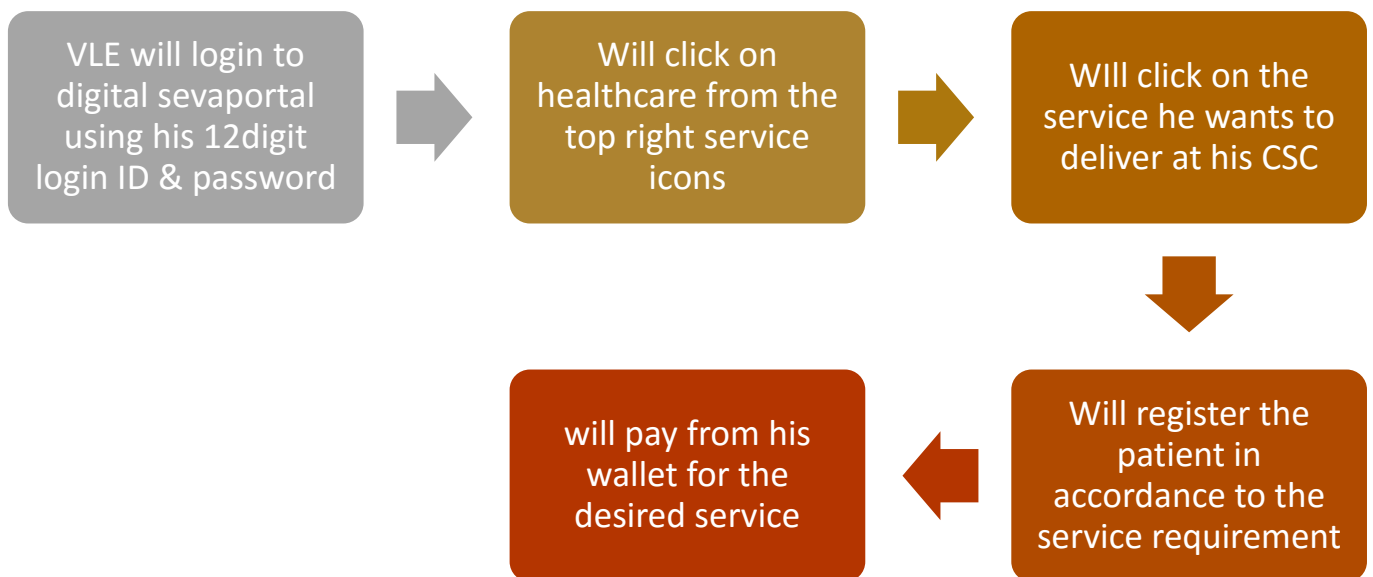 VLE will login to
digital sevaportal
using his 12digit
login ID & password
Will click on
healthcare from the
top right service
icons
WIll click on the
service he wants to
deliver at his CSC
Will register the
patient in
accordance to the
service requirement
will pay from his
wallet for the
desired service